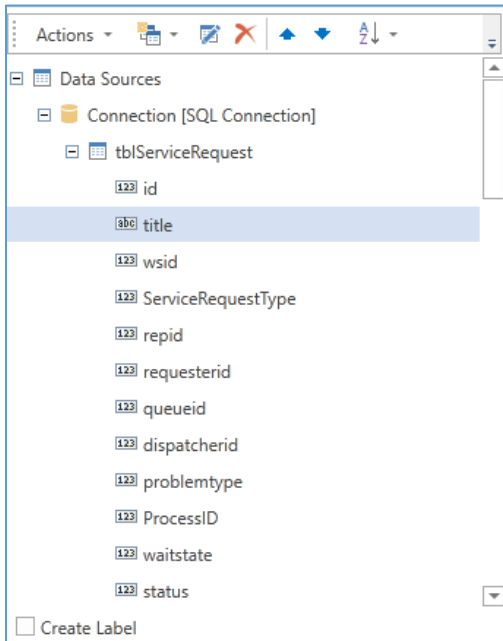 Actions
A
Z
Data Sources
Connection [SQL Connection]
tblServiceRequest
123 id
abc title
123 wsid
123 ServiceRequestType
123 repid
123 requesterid
123 queueid
123 dispatcherid
123 problemtype
123 ProcessID
123 waitstate
123 status
Create Label